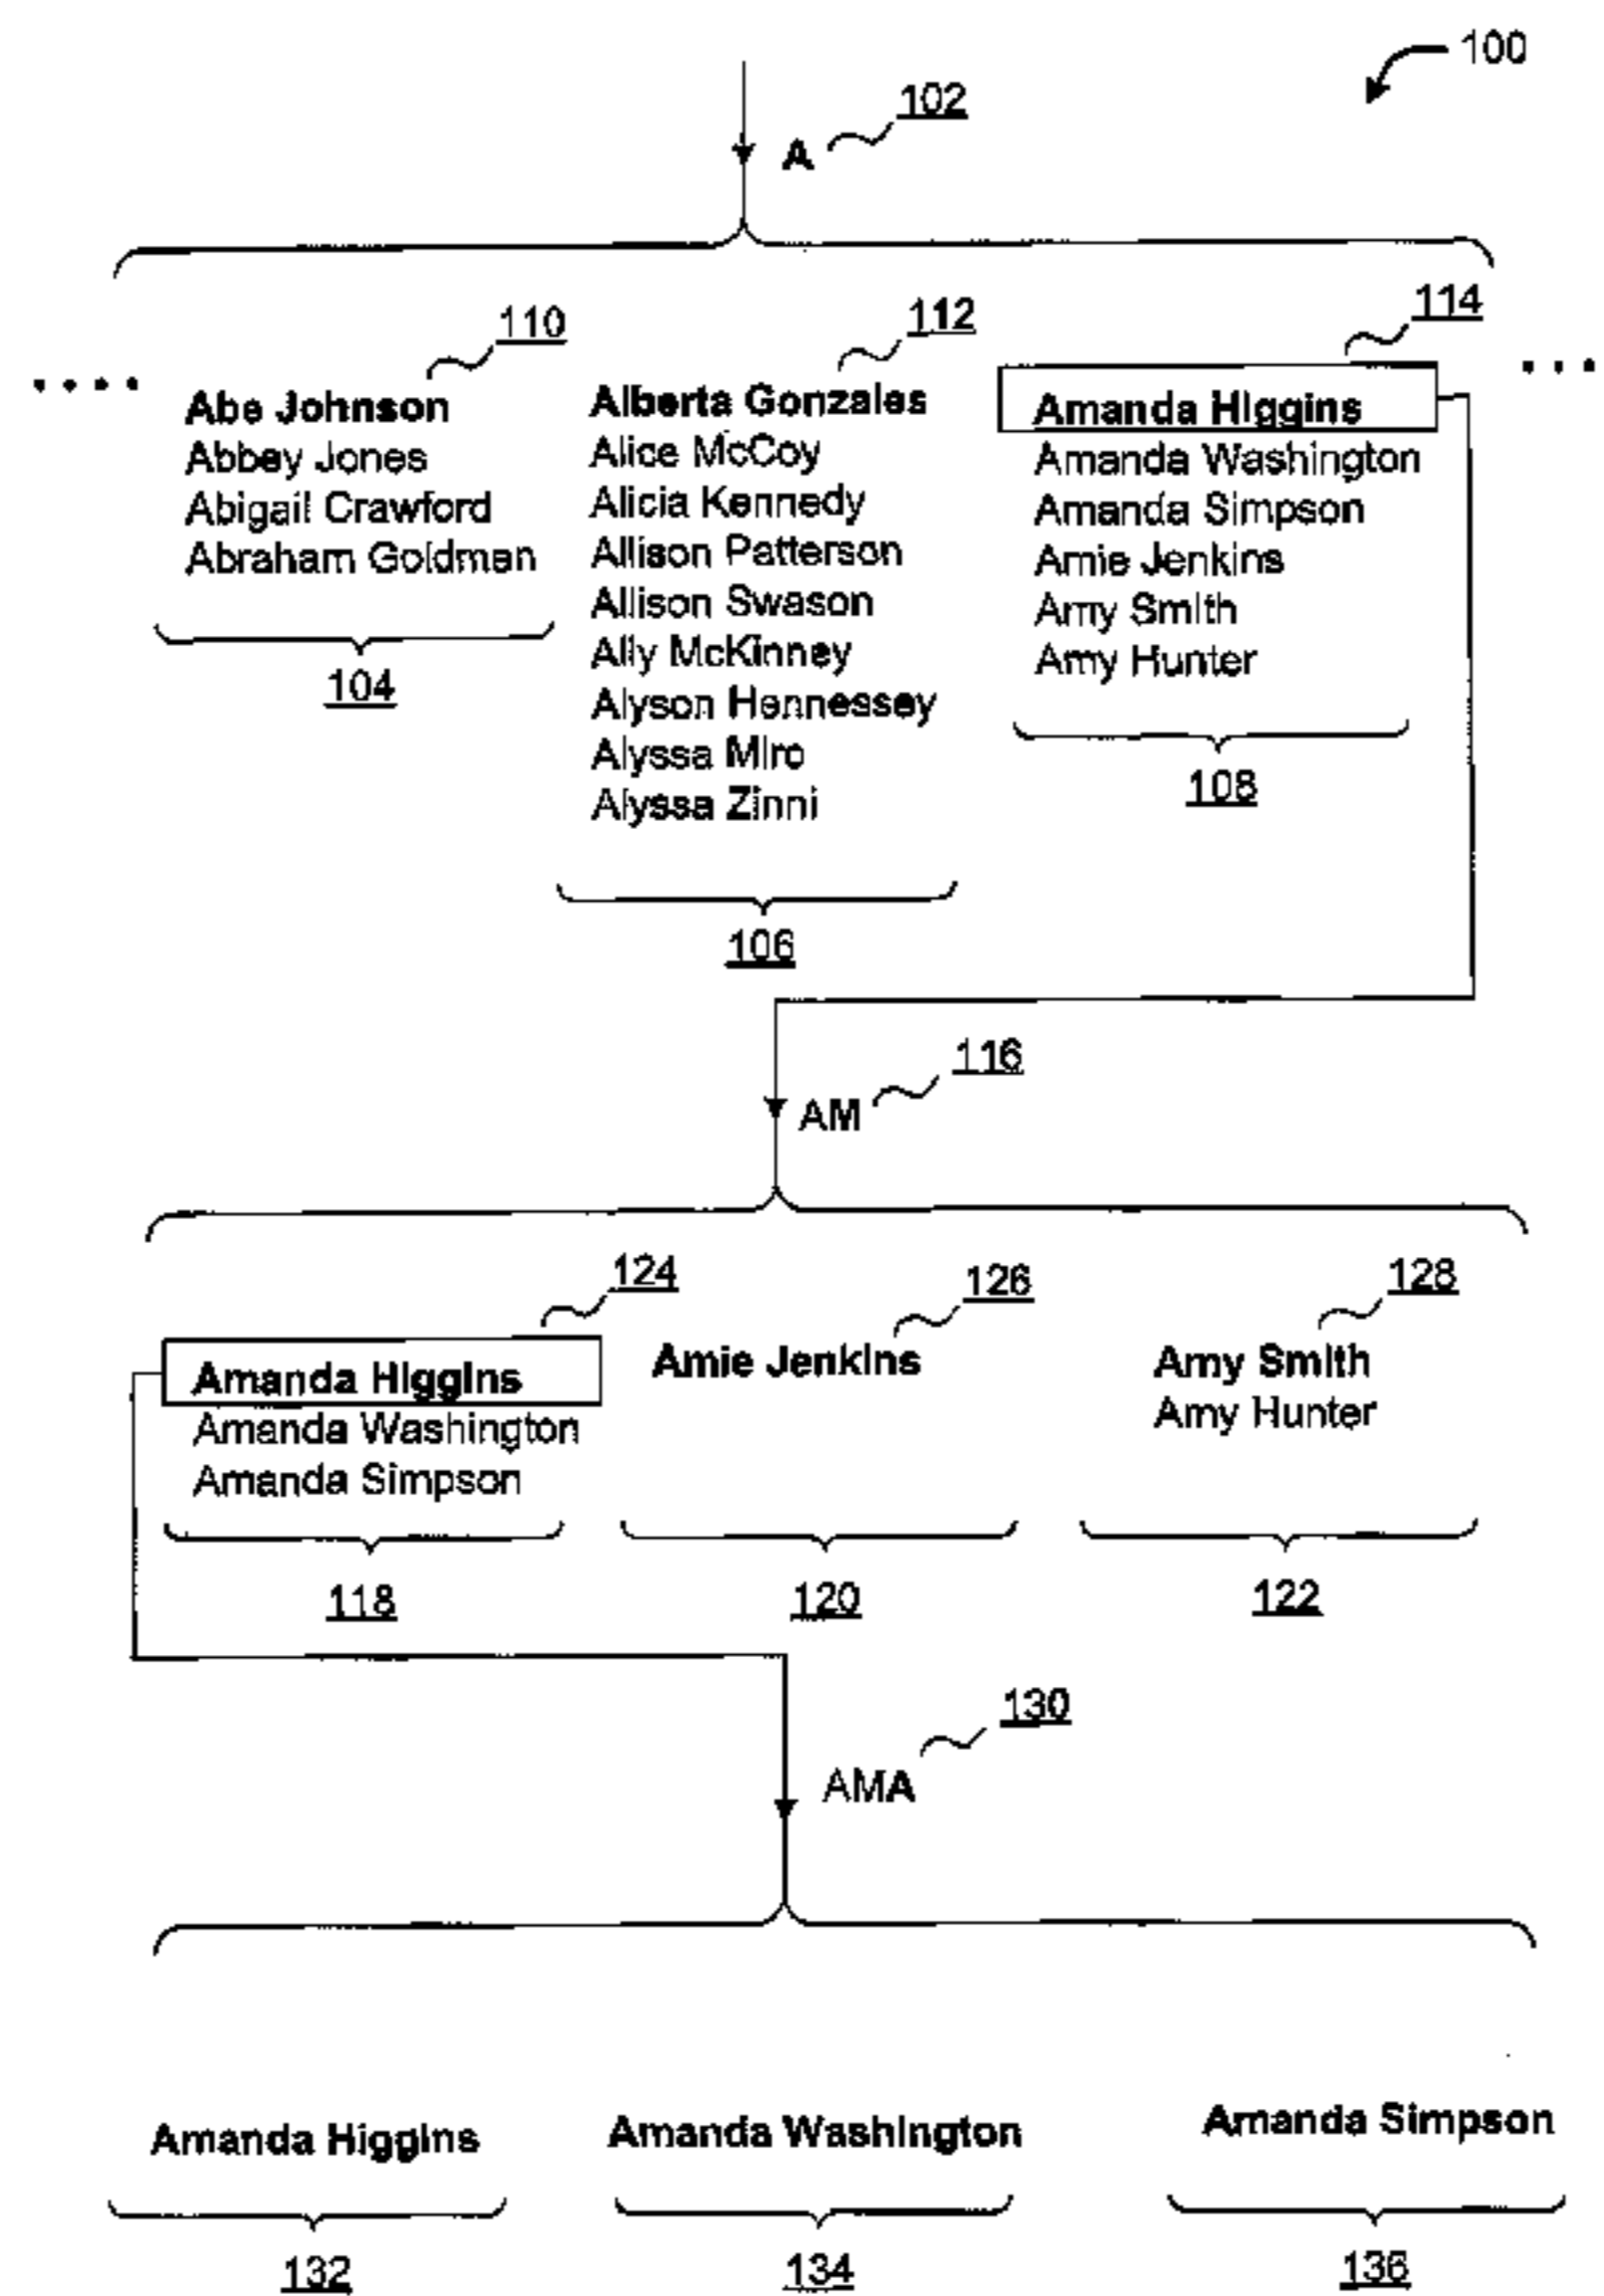 100
102
A
110
112
114
....
...
Abe Johnson
Abbey Jones
Abigail Crawford
Abraham Goldman
104
Alberta Gonzales
Alice McCoy
Alicia Kennedy
Allison Patterson
Allison Swason
Ally McKinney
Alyson Hennessey
Alyssa Miro
Alyssa Zinni
106
Amanda Higgins
Amanda Washington
Amanda Simpson
Amie Jenkins
Amy Smith
Amy Hunter
108
116
AM
124
126
128
Amanda Higgins
Amanda Washington
Amanda Simpson
118
Amie Jenkins
120
Amy Smith
Amy Hunter
122
130
AMA
Amanda Higgins
132
Amanda Washington
134
Amanda Simpson
136